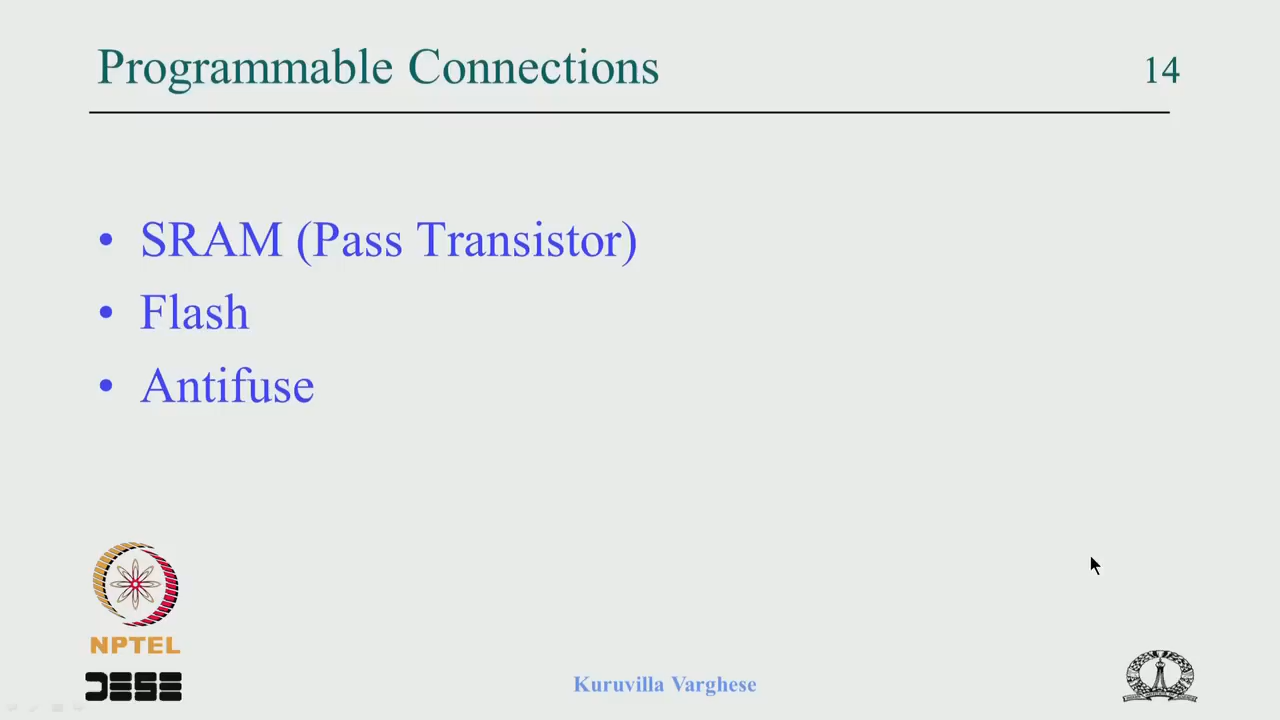 Programmable Connections
14
• SRAM (Pass Transistor)
• Flash
• Antifuse
NPTEL
DESE
Kuruvilla Varghese